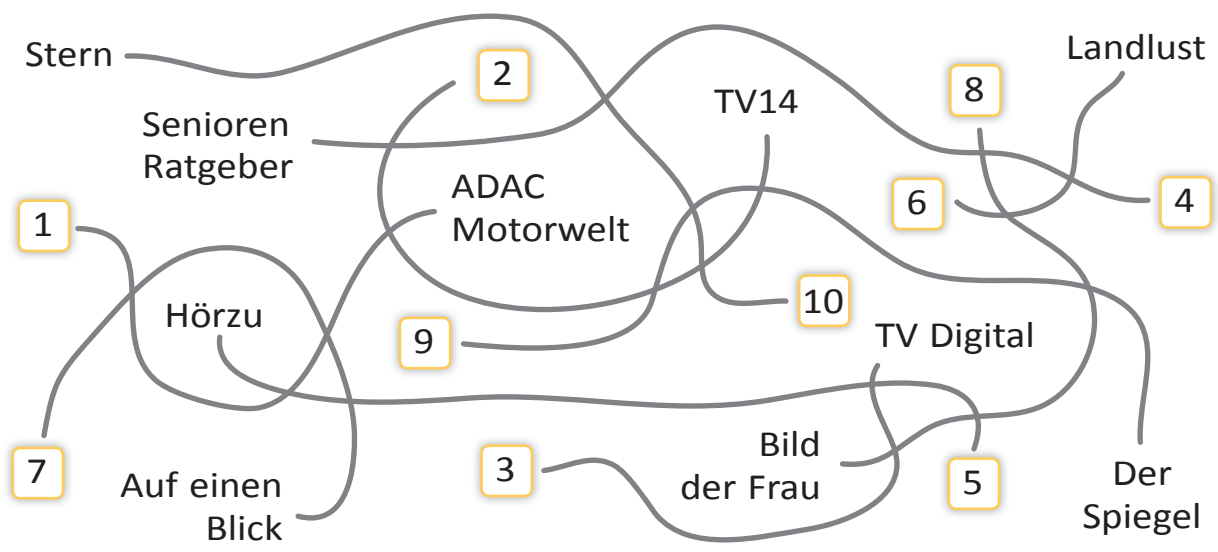 Stern
2
Landlust
8
TV14
Senioren
Ratgeber
ADAC
Motorwelt
6
4
1
Hörzu
10
9
TV Digital
Bild
der Frau
3
7
5
Auf einen
Blick
Der
Spiegel